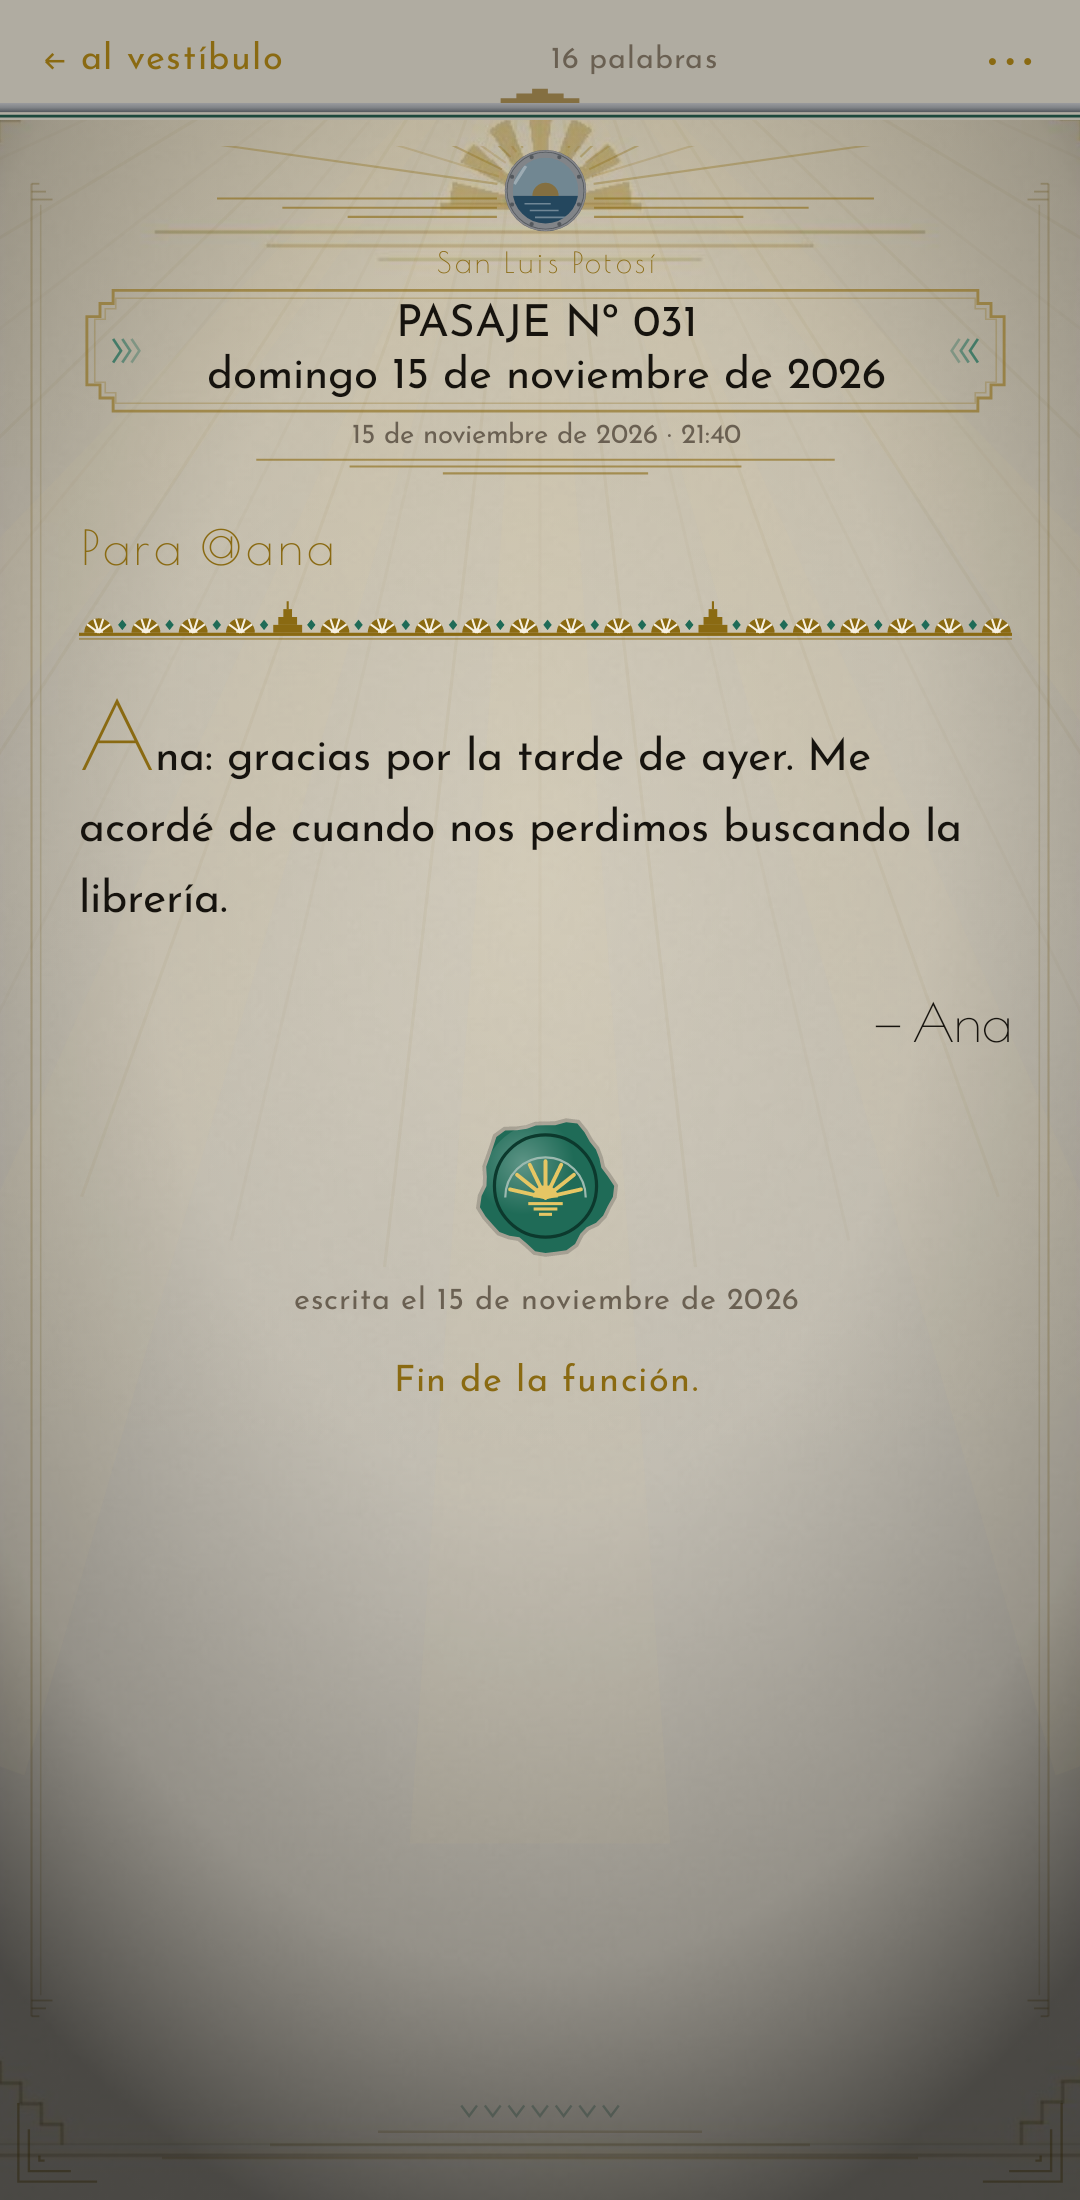 ← al vestíbulo
16 palabras
...
San Luis Potosí
PASAJE Nº 031
domingo 15 de noviembre de 2026
15 de noviembre de 2026 · 21:40
Para @ana
Ana: gracias por la tarde de ayer. Me
acordé de cuando nos perdimos buscando la
librería.
– Ana
escrita el 15 de noviembre de 2026
Fin de la función.